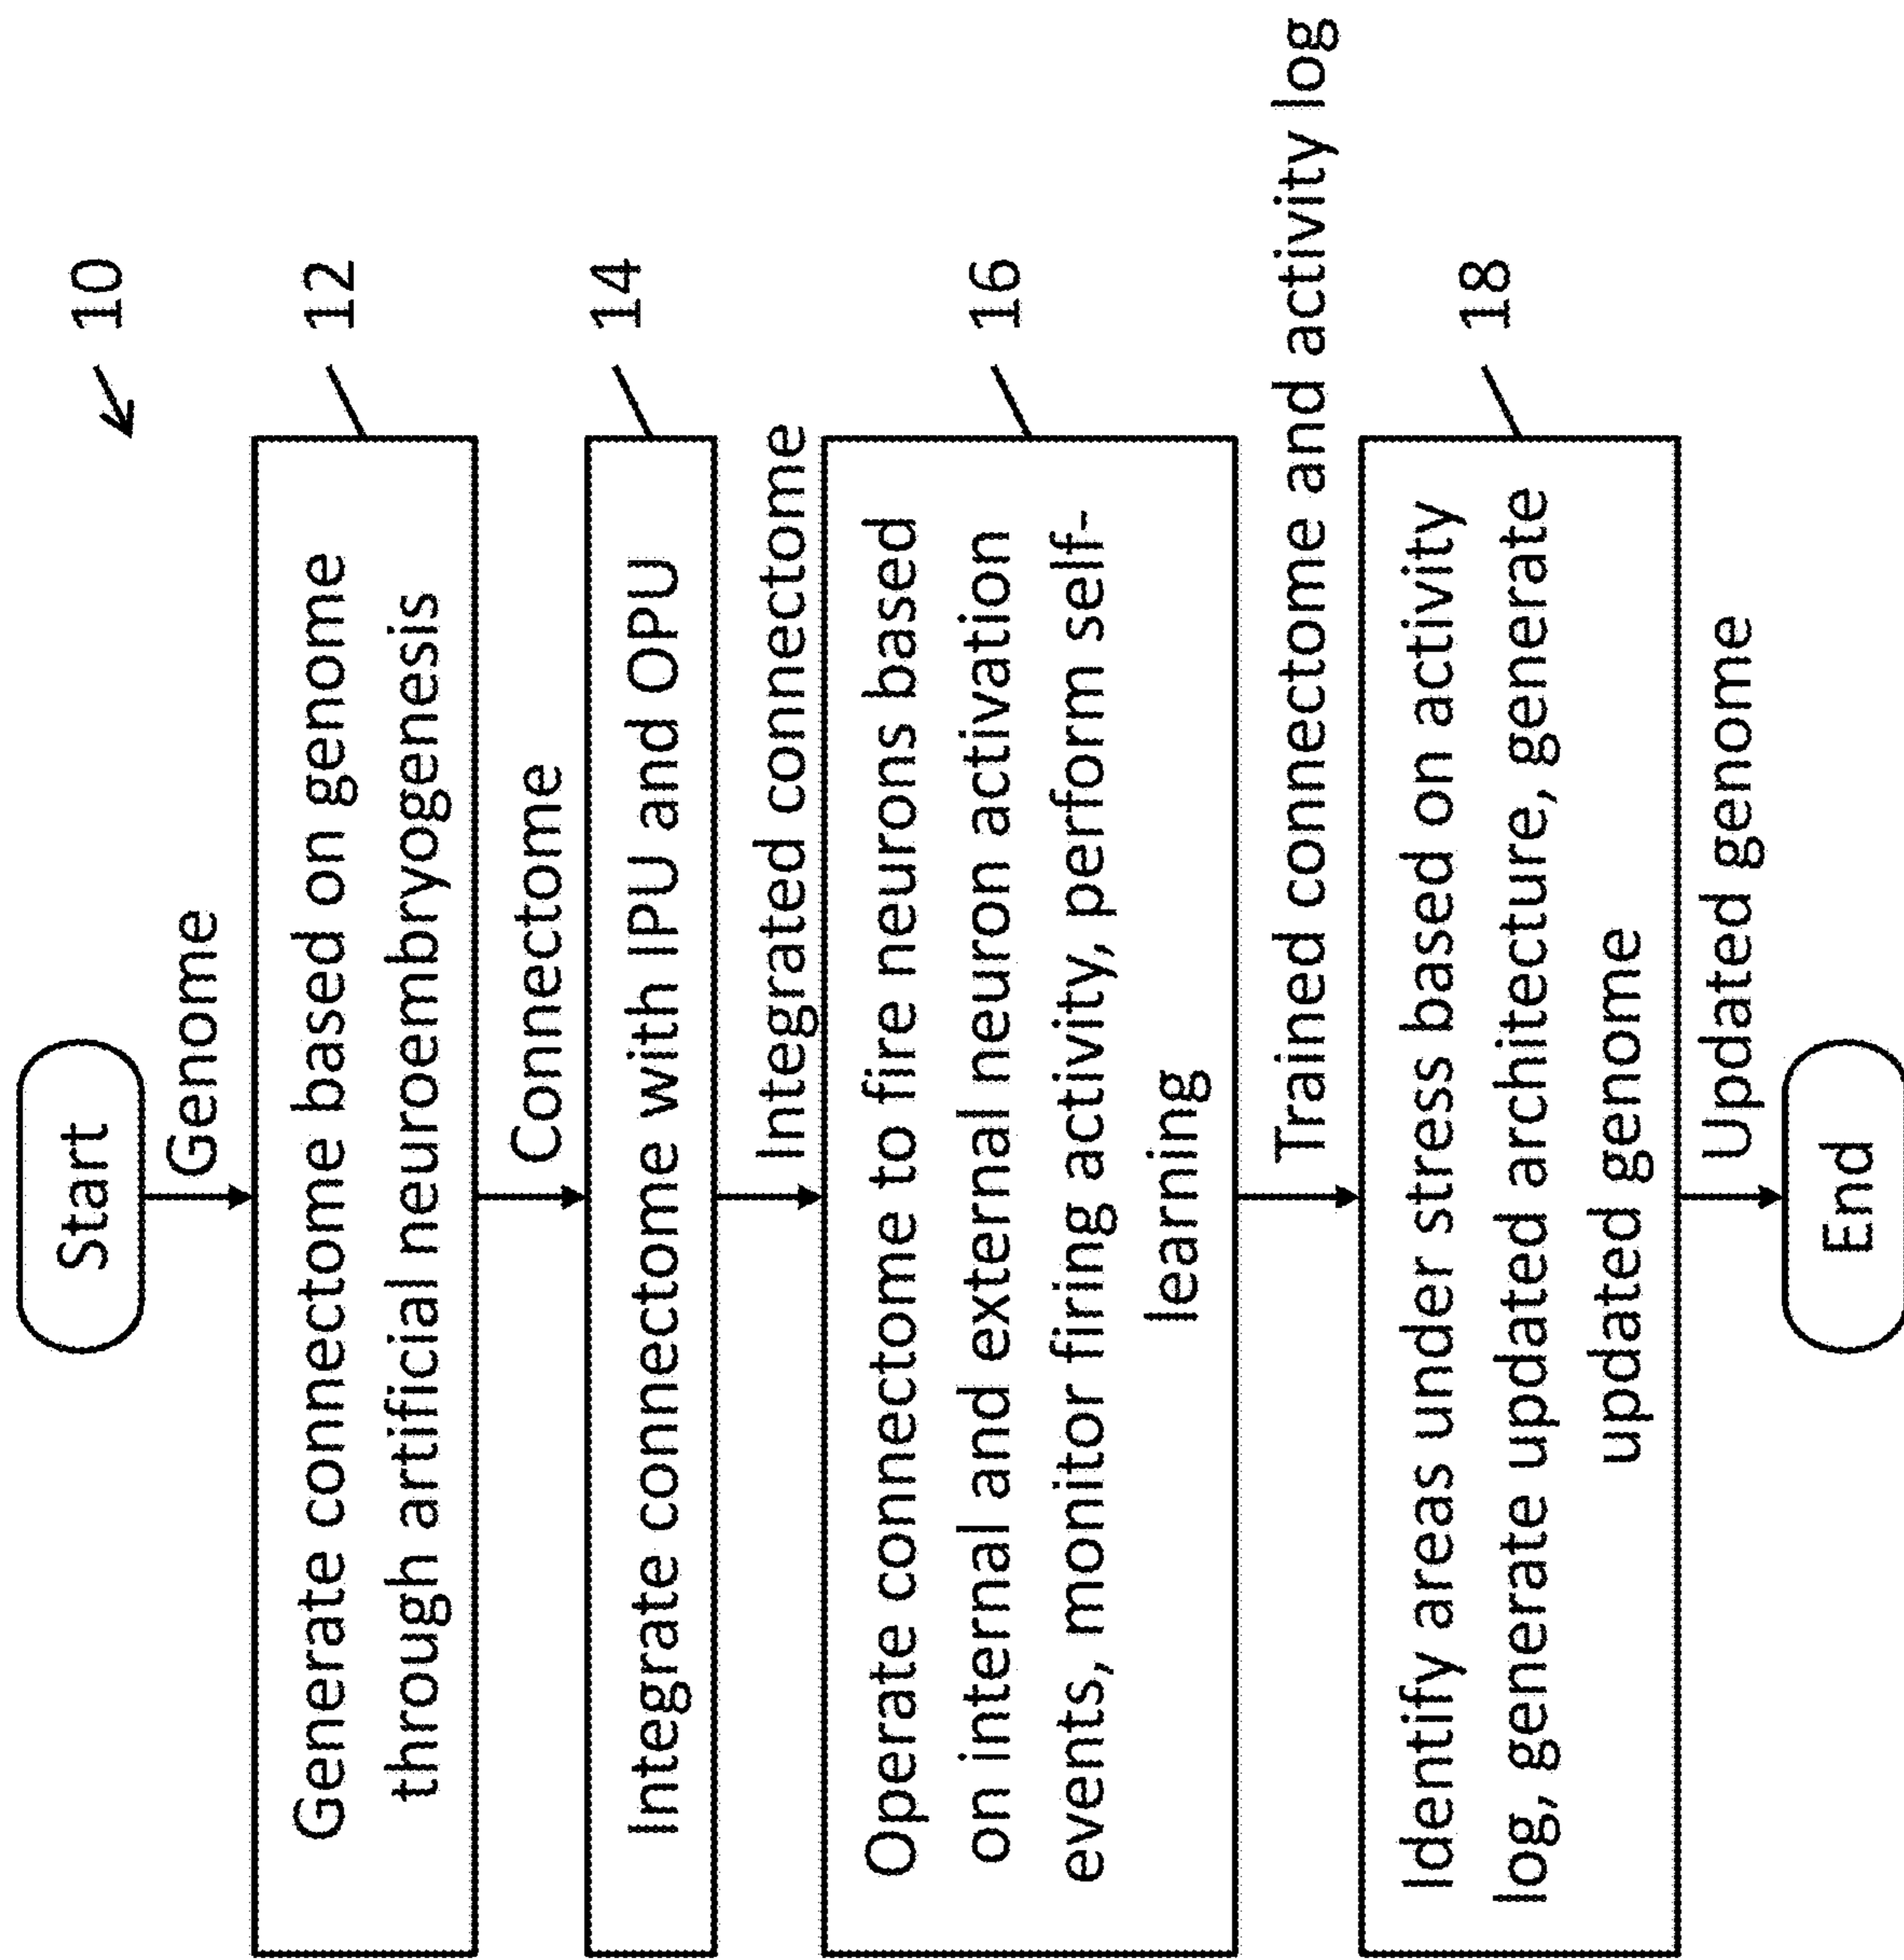 10
Start
Genome
Generate connectome based on genome
through artificial neuroembryogenesis
12
Connectome
Integrate connectome with IPU and OPU
14
Integrated connectome
Operate connectome to fire neurons based
on internal and external neuron activation
events, monitor firing activity, perform self-
learning
16
Trained connectome and activity log
Identify areas under stress based on activity
log, generate updated architecture, generate
updated genome
18
Updated genome
End